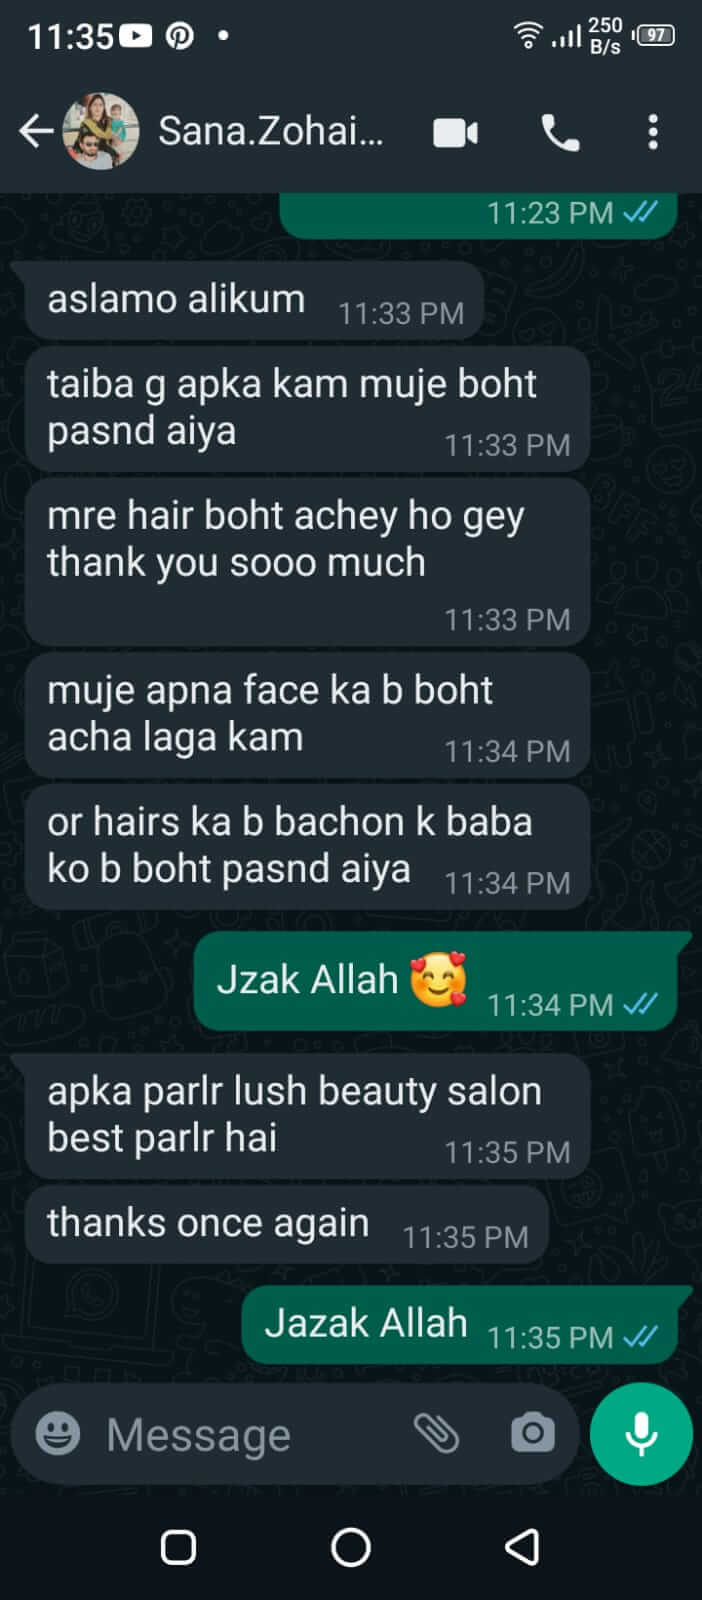 11:35
250
B/s
97
Sana.Zohai...
11:23 PM
aslamo alikum
11:33 PM
taiba g apka kam muje boht
pasnd aiya
11:33 PM
mre hair boht achey ho gey
thank you sooo much
11:33 PM
muje apna face ka b boht
acha laga kam
11:34 PM
or hairs ka b bachon k baba
ko b boht pasnd aiya
11:34 PM
Jzak Allah 🥰
11:34 PM
apka parlr lush beauty salon
best parlr hai
11:35 PM
thanks once again
11:35 PM
Jazak Allah
11:35 PM
Message